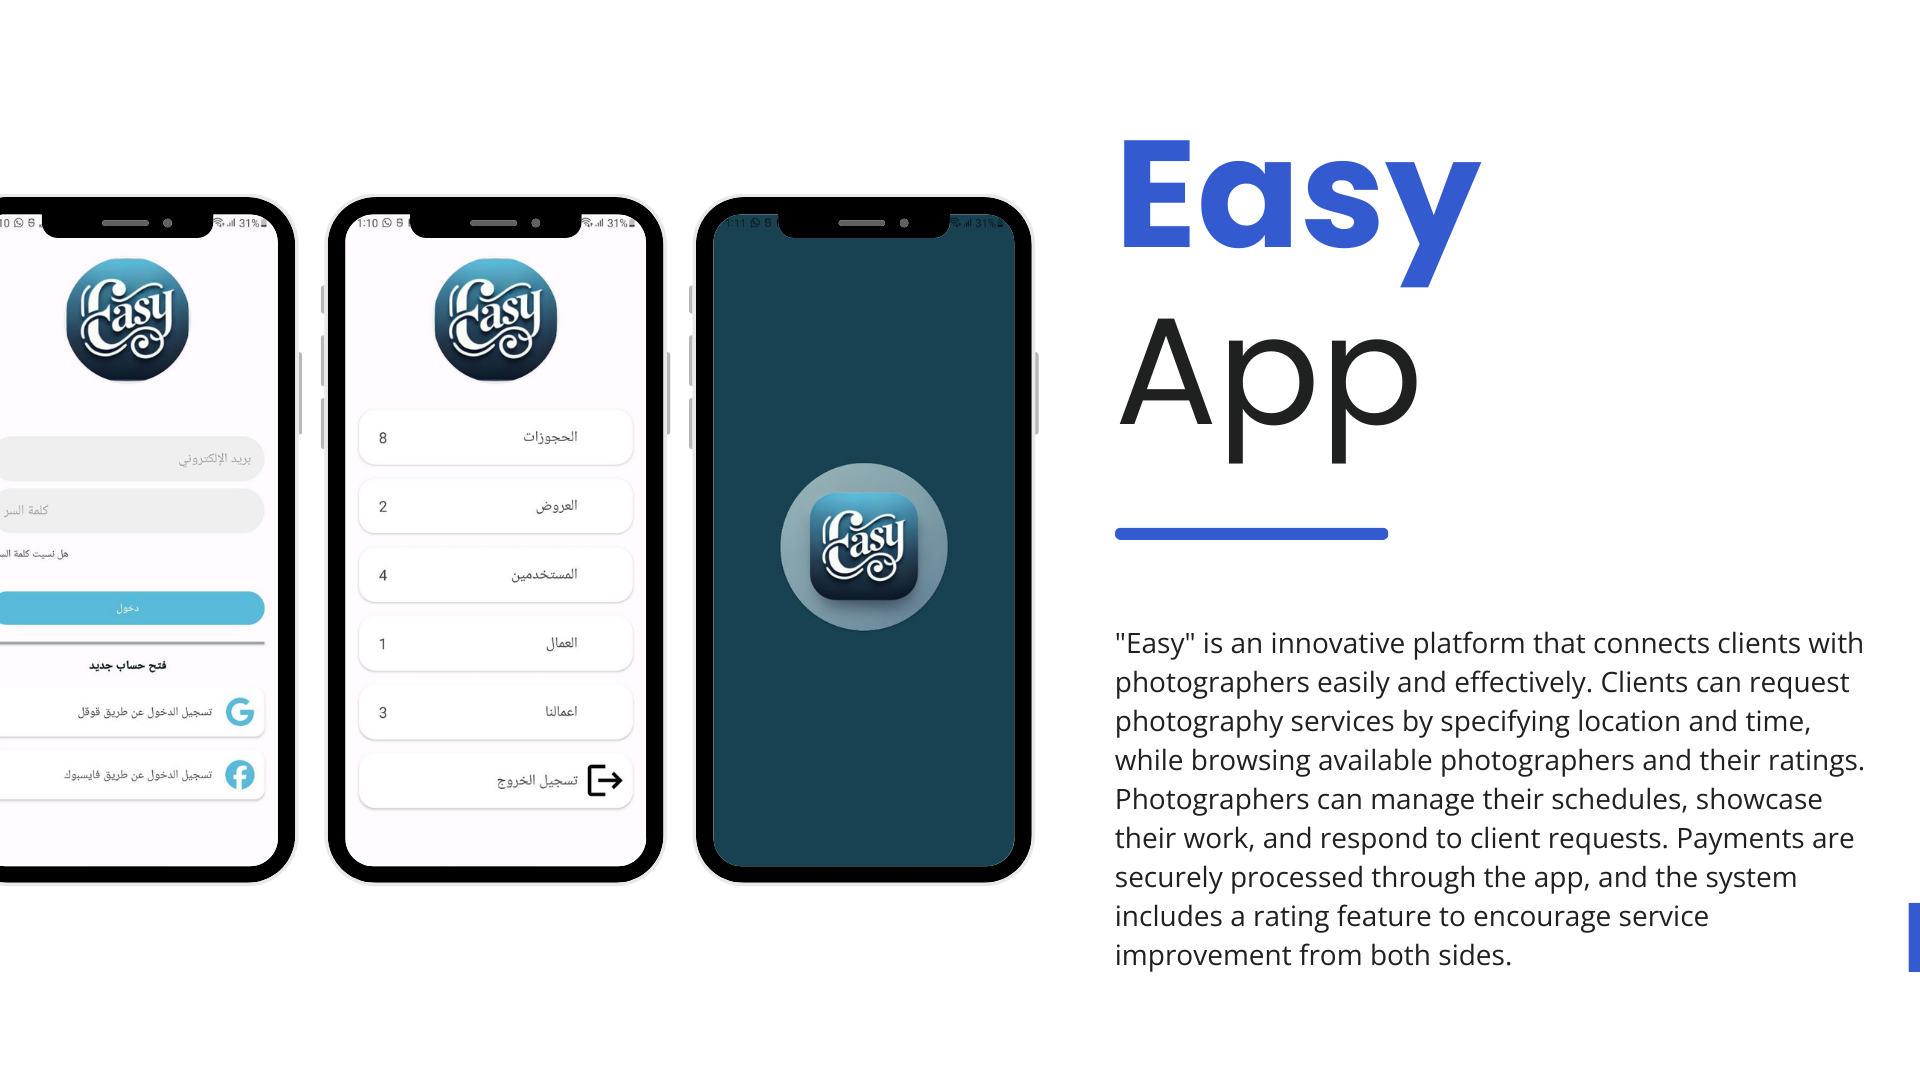 10
31%
Easy
بريد الإلكتروني
كلمة السر
هل نسيت كلمة
دخول
فتح حساب جديد
تسجيل الدخول عن طريق قوقل
تسجيل الدخول عن طريق فايسبوك
1:10
31%
Easy
الحجوزات 8
العروض 2
المستخدمين 4
العمال 1
اعمالنا 3
تسجيل الخروج
1:11
31%
Easy
Easy
App
"Easy" is an innovative platform that connects clients with
photographers easily and effectively. Clients can request
photography services by specifying location and time,
while browsing available photographers and their ratings.
Photographers can manage their schedules, showcase
their work, and respond to client requests. Payments are
securely processed through the app, and the system
includes a rating feature to encourage service
improvement from both sides.